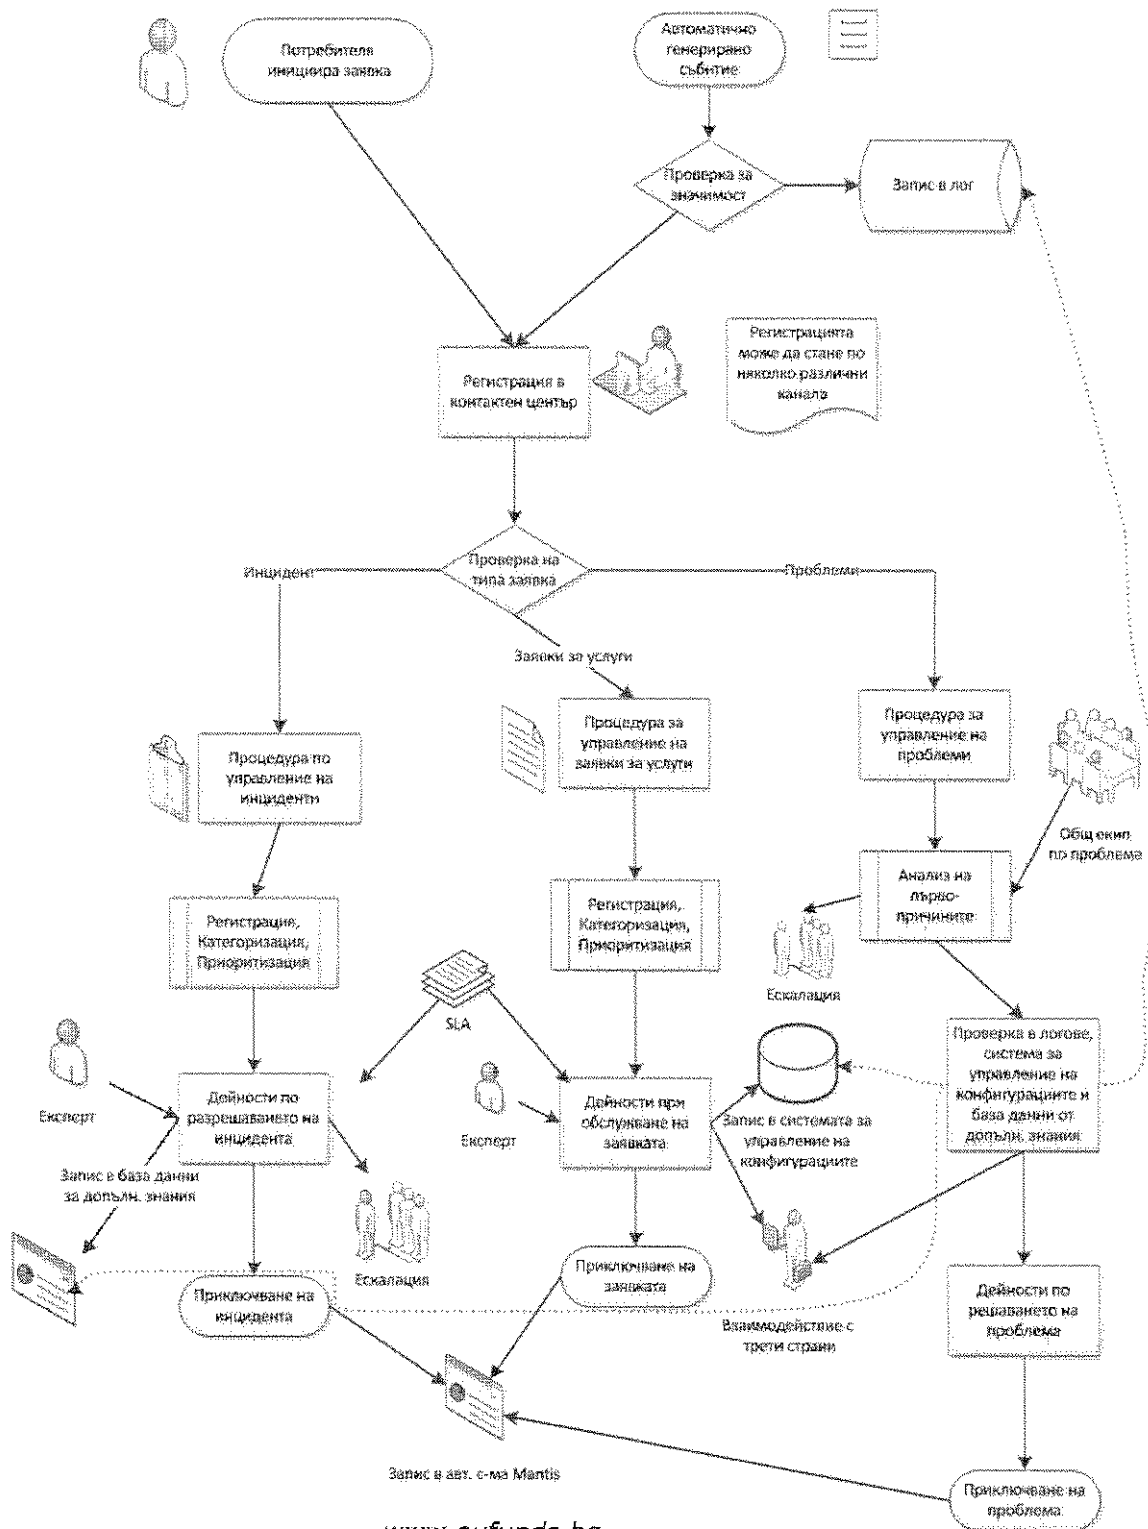 Потребителя
инициира заявка
Автоматично
генерирано
събитие
Проверка за
значимост
Запис в лог
Регистрация в
контактен център
Регистрацията
може да стане по
няколко различни
канала
Проверка на
типа заявка
Инцидент
Проблеми
Заявки за услуги
Процедура по
управление на
инциденти
Процедура за
управление на
заявки за услуги
Процедура за
управление на
проблеми
Общ екип
по проблема
Регистрация,
Категоризация,
Приоритизация
Регистрация,
Категоризация,
Приоритизация
Анализ на
първо-
причините
Ескалация
SLA
Експерт
Дейности по
разрешаването на
инцидента
Експерт
Дейности при
обслужване на
заявката
Запис в системата за
управление на
конфигурациите
Проверка в логове,
система за
управление на
конфигурациите и
база данни от
допълн. знания
Запис в база данни
за допълн. знания
Ескалация
Приключване на
инцидента
Приключване на
заявката
Взаимодействие с
трети страни
Дейности по
решаването на
проблема
Запис в авт. с-ма Mantis
Приключване на
проблема
www.eufunds.bg